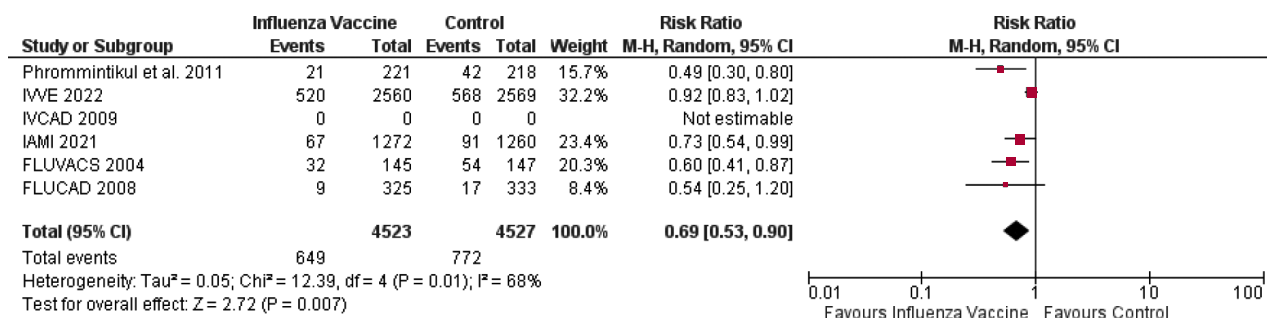 Influenza Vaccine Control Risk Ratio Risk Ratio
Study or Subgroup Events Total Events Total Weight M-H, Random, 95% CI M-H, Random, 95% CI
Phrommintikul et al. 2011 21 221 42 218 15.7% 0.49 [0.30, 0.80]
IVVE 2022 520 2560 568 2569 32.2% 0.92 [0.83, 1.02]
IVCAD 2009 0 0 0 0 Not estimable
IAMI 2021 67 1272 91 1260 23.4% 0.73 [0.54, 0.99]
FLUVACS 2004 32 145 54 147 20.3% 0.60 [0.41, 0.87]
FLUCAD 2008 9 325 17 333 8.4% 0.54 [0.25, 1.20]
Total (95% CI) 4523 4527 100.0% 0.69 [0.53, 0.90]
Total events 649 772
Heterogeneity: Tau² = 0.05; Chi² = 12.39, df = 4 (P = 0.01); I² = 68%
Test for overall effect: Z = 2.72 (P = 0.007)
0.01 0.1 1 10 100
Favours Influenza Vaccine Favours Control